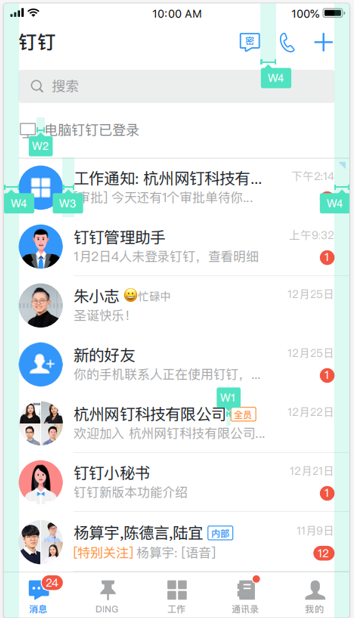 10:00 AM 100%
钉钉 密
W4
搜索
电脑钉钉已登录
W2
工作通知: 杭州网钉科技有... 下午2:14
[审批] 今天还有1个审批单待你...
W4 W3 W4
钉钉管理助手 上午9:32
1月2日4人未登录钉钉，查看明细 1
朱小志 忙碌中 12月25日
圣诞快乐！
新的好友 12月25日
你的手机联系人正在使用钉钉，... 1
W1
杭州网钉科技有限公司 全员 12月22日
欢迎加入 杭州网钉科技有限公司...
钉钉小秘书 12月21日
钉钉新版本功能介绍 1
杨算宇,陈德言,陆宜 内部 11月9日
[特别关注] 杨算宇: [语音] 12
24
消息 DING 工作 通讯录 我的